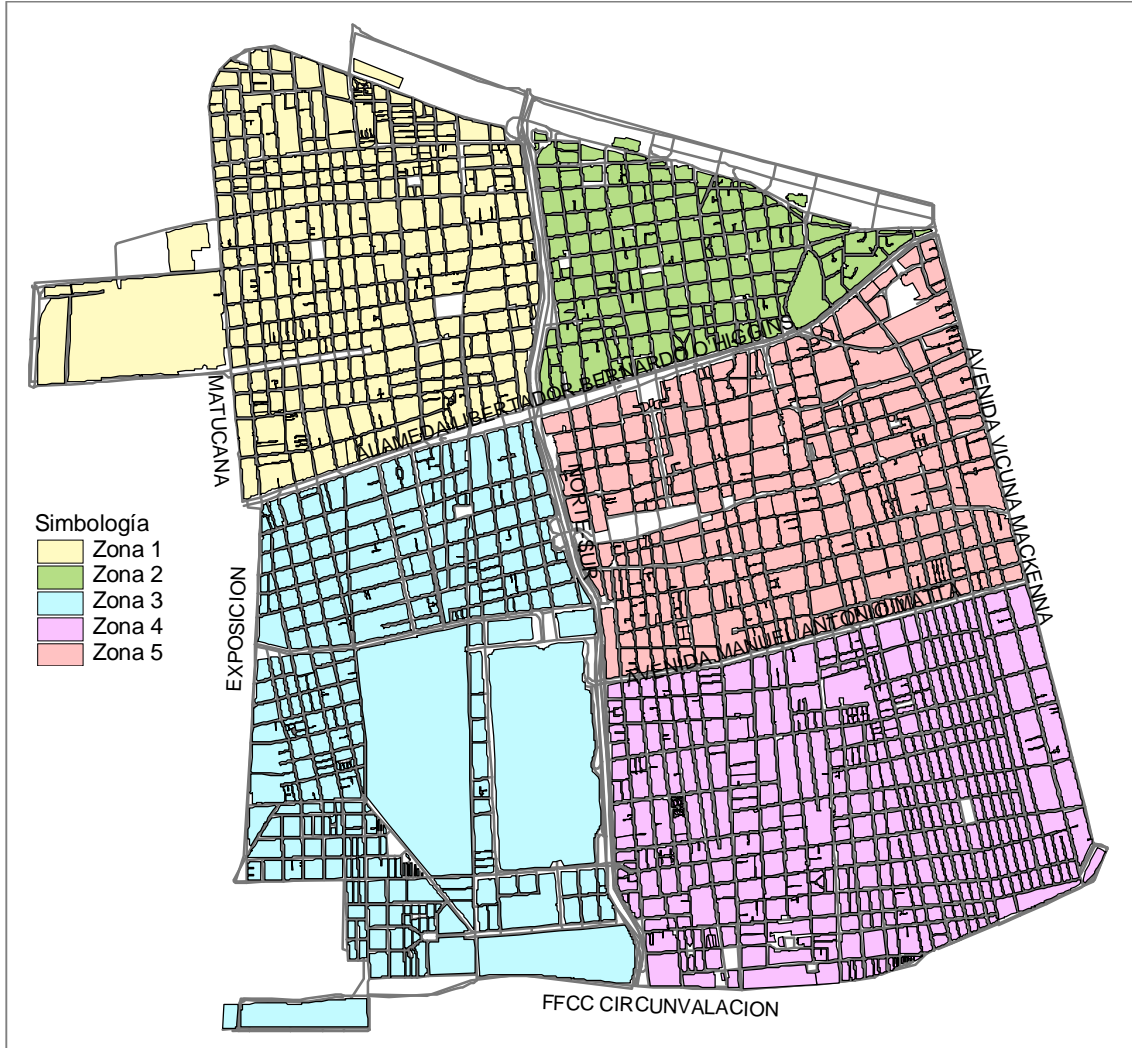 ALAMEDA LIBERTADOR BERNARDO O'HIGGINS
MATUCANA
AVENIDA VICUNA MACKENNA
NORTE-SUR
Simbología
Zona 1
Zona 2
Zona 3
Zona 4
Zona 5
EXPOSICION
AVENIDA MANUEL ANTONIO MATTA
FFCC CIRCUNVALACION